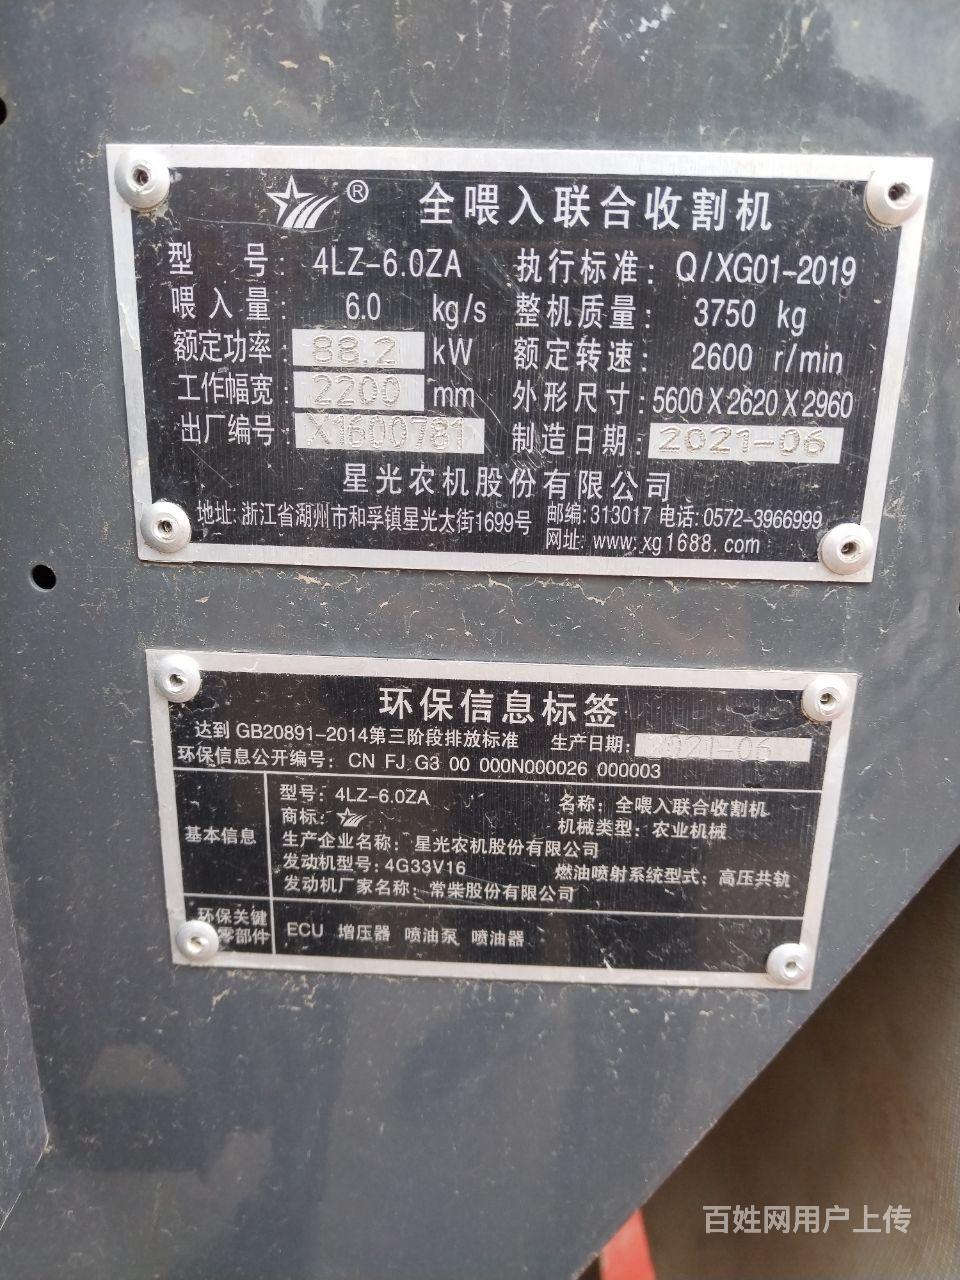 ® 全喂入联合收割机
型 号: 4LZ-6.0ZA 执行标准: Q/XG01-2019
喂入量: 6.0 kg/s 整机质量: 3750 kg
额定功率: 88.2 kW 额定转速: 2600 r/min
工作幅宽: 2200 mm 外形尺寸: 5600X2620X2960
出厂编号: X1600781 制造日期: 2021-06
星光农机股份有限公司
地址: 浙江省湖州市和孚镇星光大街1699号 邮编: 313017 电话: 0572-3966999
网址: www.xg1688.com
环保信息标签
达到 GB20891-2014第三阶段排放标准 生产日期: 2021-06
环保信息公开编号: CN FJ G3 00 000N000026 000003
基本信息
型号: 4LZ-6.0ZA 名称: 全喂入联合收割机
商标: 机械类型: 农业机械
生产企业名称: 星光农机股份有限公司
发动机型号: 4G33V16 燃油喷射系统型式: 高压共轨
发动机厂家名称: 常柴股份有限公司
环保关键
零部件
ECU 增压器 喷油泵 喷油器
百姓网用户上传